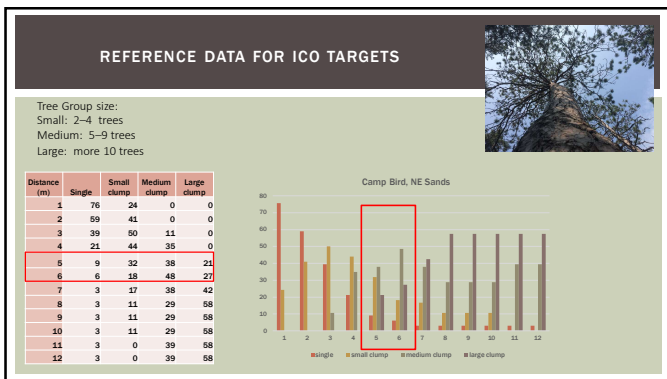 REFERENCE DATA FOR ICO TARGETS
Tree Group size:
Small: 2–4 trees
Medium: 5–9 trees
Large: more 10 trees
Distance (m) Single Small clump Medium clump Large clump
1 76 24 0 0
2 59 41 0 0
3 39 50 11 0
4 21 44 35 0
5 9 32 38 21
6 6 18 48 27
7 3 17 38 42
8 3 11 29 58
9 3 11 29 58
10 3 11 29 58
11 3 0 39 58
12 3 0 39 58
Camp Bird, NE Sands
80
70
60
50
40
30
20
10
0
1 2 3 4 5 6 7 8 9 10 11 12
single small clump medium clump large clump